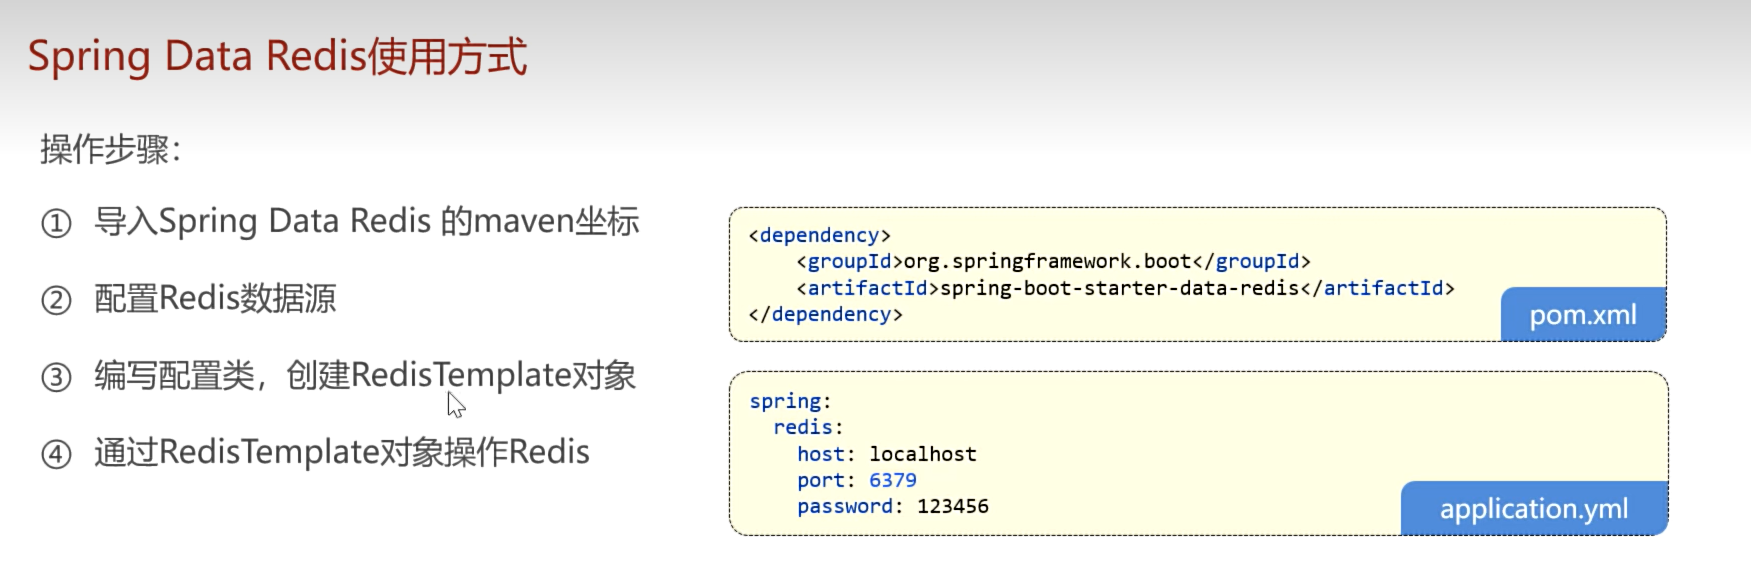 Spring Data Redis使用方式
操作步骤：
① 导入Spring Data Redis 的maven坐标
② 配置Redis数据源
③ 编写配置类，创建RedisTemplate对象
④ 通过RedisTemplate对象操作Redis
<dependency>
    <groupId>org.springframework.boot</groupId>
    <artifactId>spring-boot-starter-data-redis</artifactId>
</dependency>
pom.xml
spring:
  redis:
    host: localhost
    port: 6379
    password: 123456
application.yml